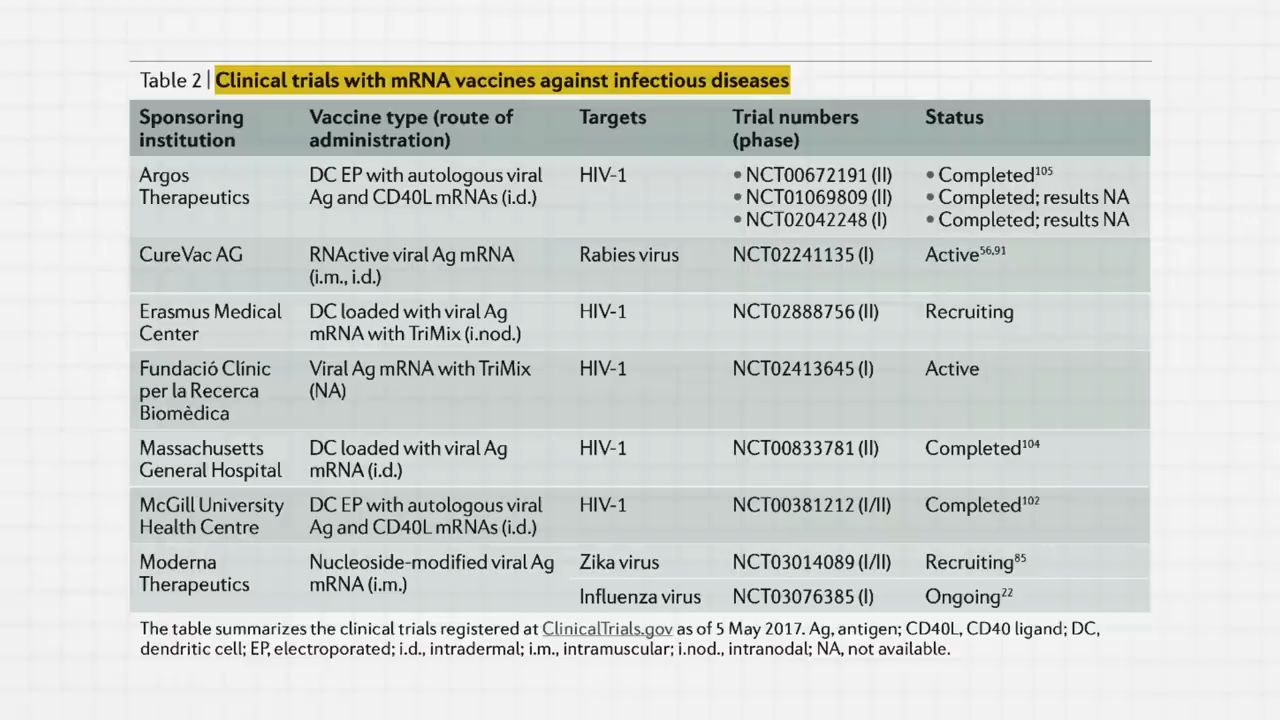 Table 2 | Clinical trials with mRNA vaccines against infectious diseases
Sponsoring institution
Vaccine type (route of administration)
Targets
Trial numbers (phase)
Status
Argos Therapeutics
DC EP with autologous viral Ag and CD40L mRNAs (i.d.)
HIV-1
• NCT00672191 (II)
• NCT01069809 (II)
• NCT02042248 (I)
• Completed¹⁰⁵
• Completed; results NA
• Completed; results NA
CureVac AG
RNActive viral Ag mRNA (i.m., i.d.)
Rabies virus
NCT02241135 (I)
Active⁵⁶,⁹¹
Erasmus Medical Center
DC loaded with viral Ag mRNA with TriMix (i.nod.)
HIV-1
NCT02888756 (II)
Recruiting
Fundació Clínic per la Recerca Biomèdica
Viral Ag mRNA with TriMix (NA)
HIV-1
NCT02413645 (I)
Active
Massachusetts General Hospital
DC loaded with viral Ag mRNA (i.d.)
HIV-1
NCT00833781 (II)
Completed¹⁰⁴
McGill University Health Centre
DC EP with autologous viral Ag and CD40L mRNAs (i.d.)
HIV-1
NCT00381212 (I/II)
Completed¹⁰²
Moderna Therapeutics
Nucleoside-modified viral Ag mRNA (i.m.)
Zika virus
NCT03014089 (I/II)
Recruiting⁸⁵
Influenza virus
NCT03076385 (I)
Ongoing²²
The table summarizes the clinical trials registered at ClinicalTrials.gov as of 5 May 2017. Ag, antigen; CD40L, CD40 ligand; DC,
dendritic cell; EP, electroporated; i.d., intradermal; i.m., intramuscular; i.nod., intranodal; NA, not available.